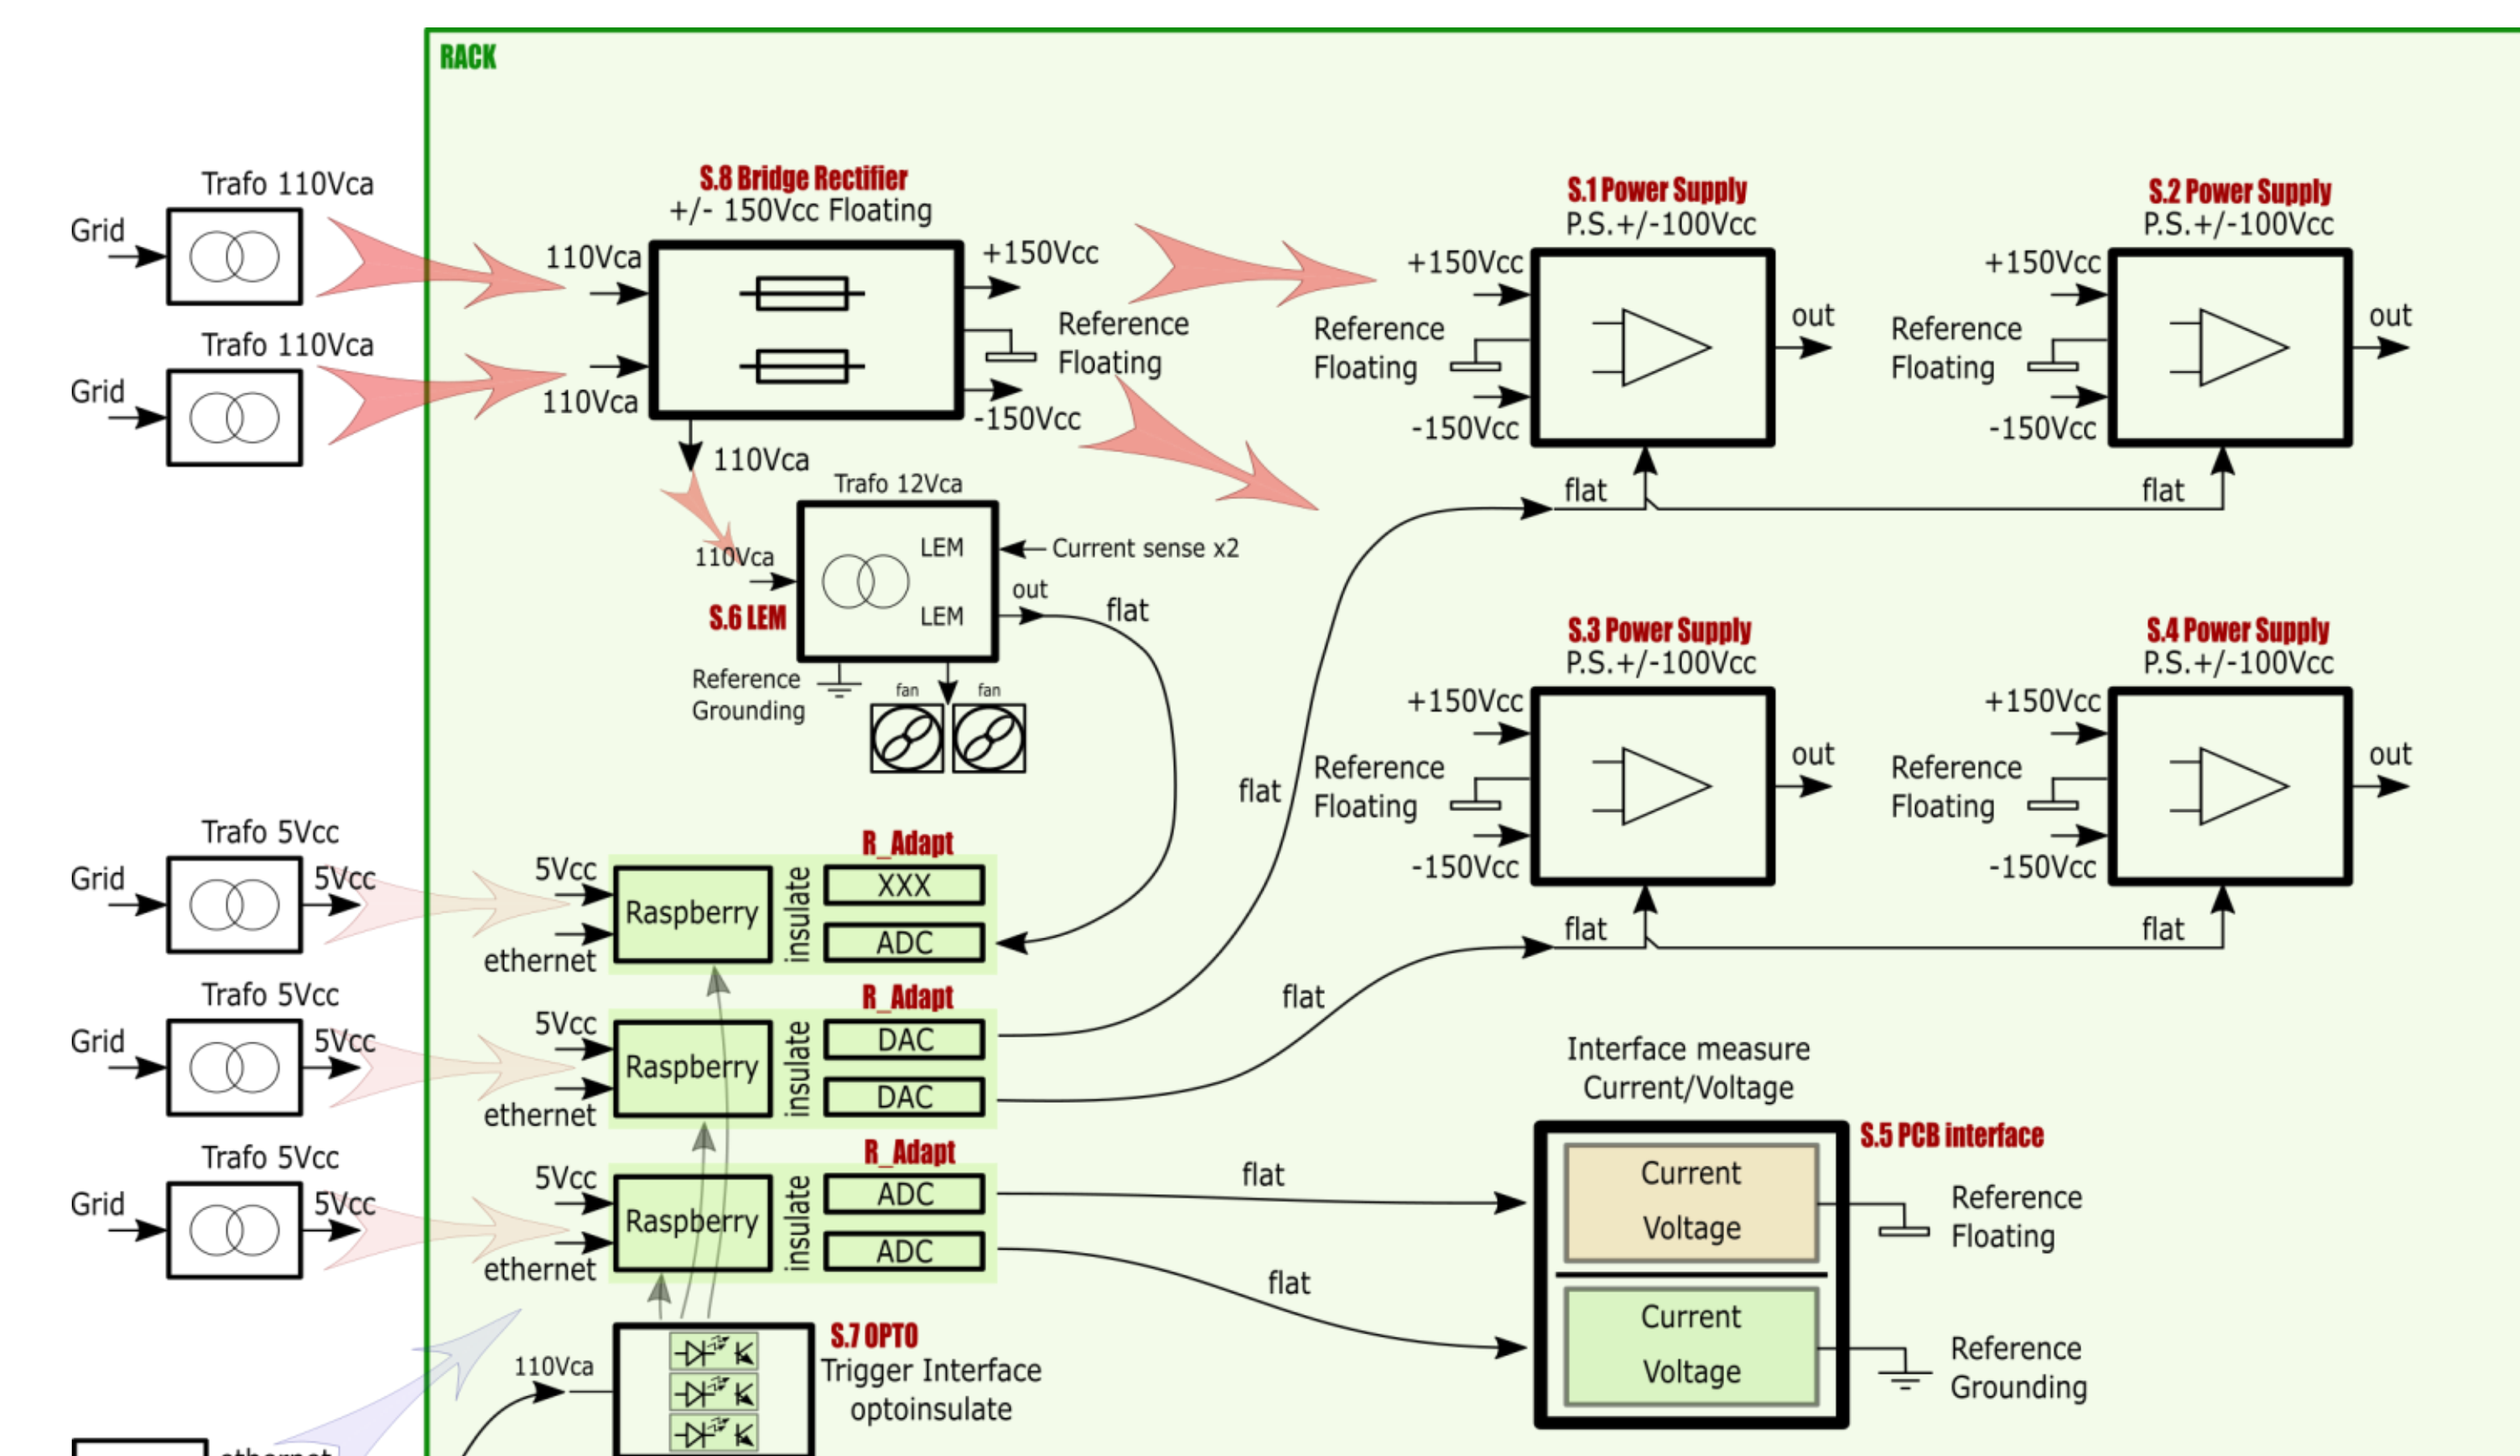 RACK
Trafo 110Vca
Grid
Trafo 110Vca
Grid
S.8 Bridge Rectifier
+/- 150Vcc Floating
110Vca
110Vca
+150Vcc
Reference
Floating
-150Vcc
110Vca
S.1 Power Supply
P.S.+/-100Vcc
+150Vcc
Reference
Floating
-150Vcc
out
flat
S.2 Power Supply
P.S.+/-100Vcc
+150Vcc
Reference
Floating
-150Vcc
out
flat
Trafo 12Vca
110Vca
S.6 LEM
LEM
LEM
Current sense x2
out
flat
Reference
Grounding
fan
fan
S.3 Power Supply
P.S.+/-100Vcc
+150Vcc
Reference
Floating
-150Vcc
out
flat
S.4 Power Supply
P.S.+/-100Vcc
+150Vcc
Reference
Floating
-150Vcc
out
flat
Trafo 5Vcc
Grid
5Vcc
5Vcc
ethernet
Raspberry
insulate
R_Adapt
XXX
ADC
flat
Trafo 5Vcc
Grid
5Vcc
5Vcc
ethernet
Raspberry
insulate
R_Adapt
DAC
DAC
flat
Trafo 5Vcc
Grid
5Vcc
5Vcc
ethernet
Raspberry
insulate
R_Adapt
ADC
ADC
flat
flat
Interface measure
Current/Voltage
S.5 PCB interface
Current
Voltage
Reference
Floating
Current
Voltage
Reference
Grounding
110Vca
S.7 OPTO
Trigger Interface
optoinsulate
ethernet